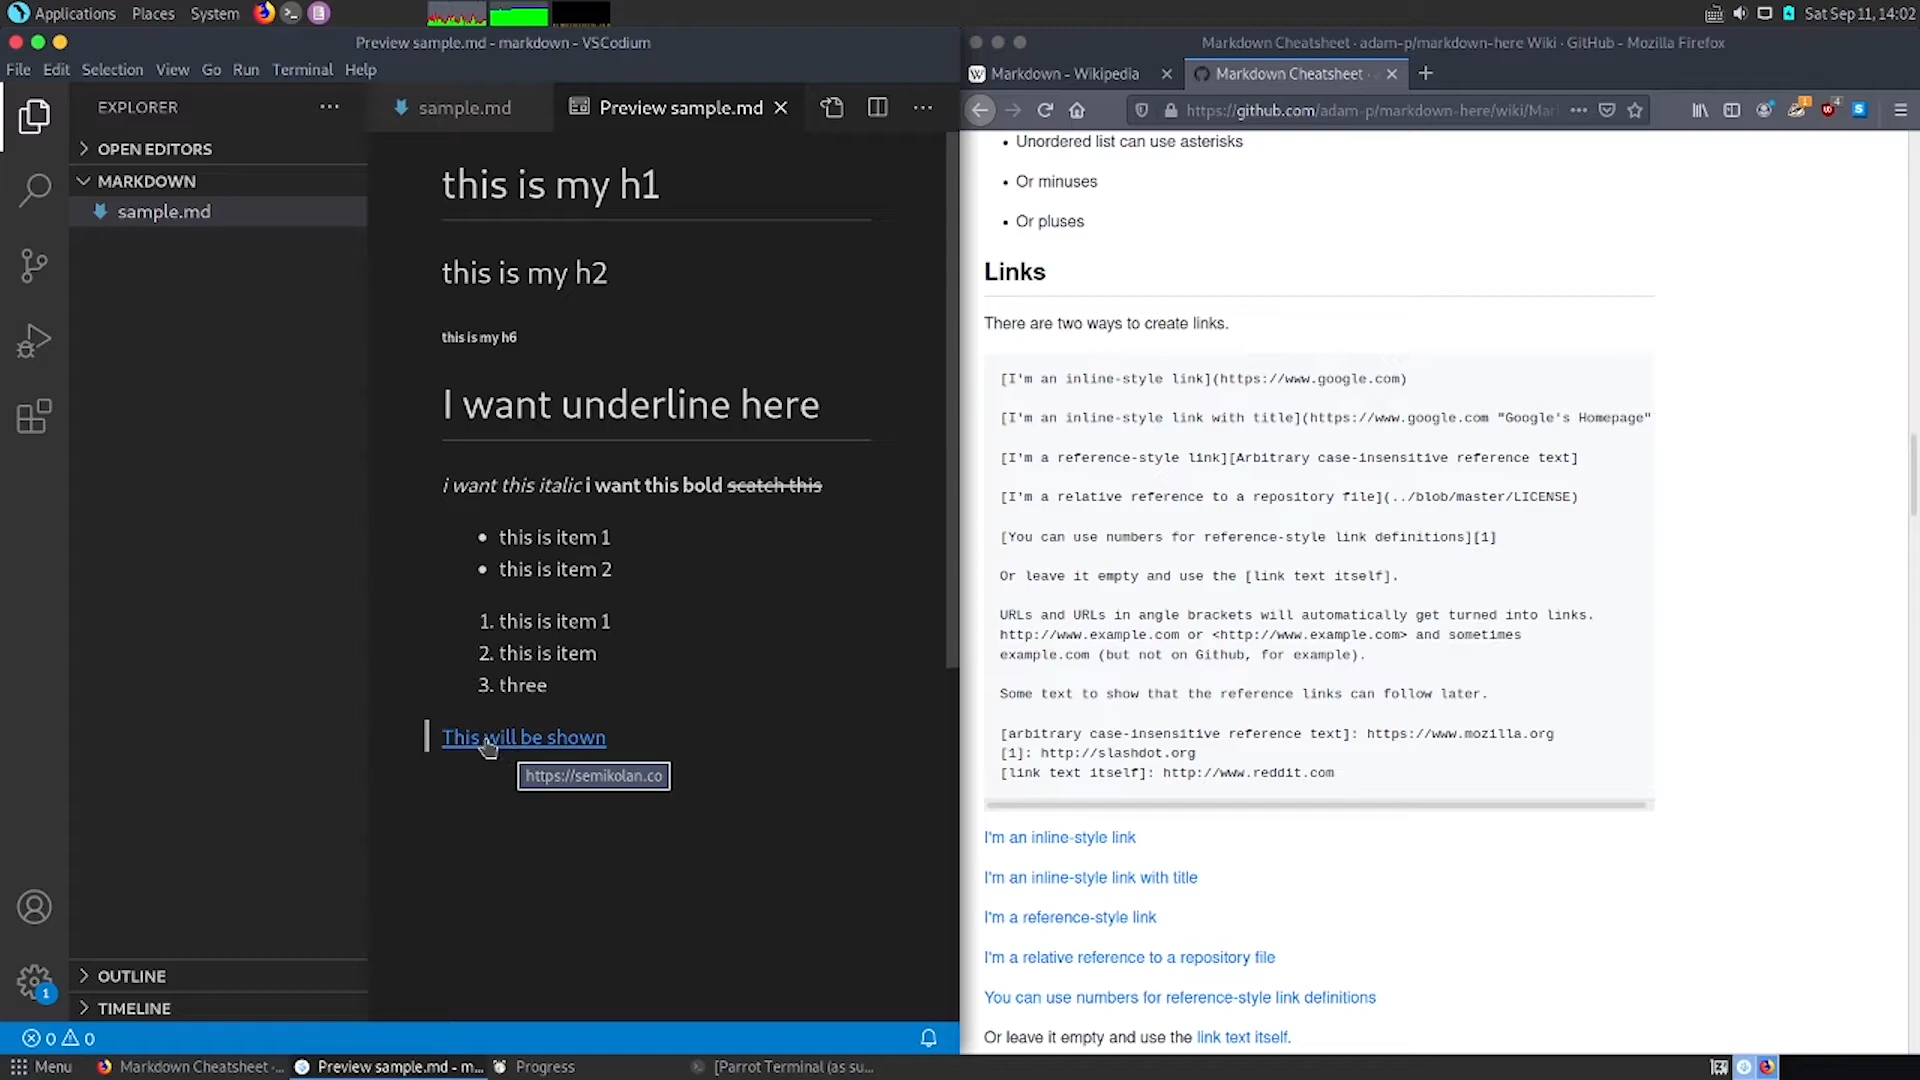 Applications Places System
Sat Sep 11, 14:02
Preview sample.md - markdown - VSCodium
File Edit Selection View Go Run Terminal Help
EXPLORER
OPEN EDITORS
MARKDOWN
sample.md
OUTLINE
TIMELINE
sample.md
Preview sample.md
this is my h1
this is my h2
this is my h6
I want underline here
i want this italic i want this bold scatch this
• this is item 1
• this is item 2
1. this is item 1
2. this is item
3. three
This will be shown
https://semikolan.co
1
0 0
Markdown Cheatsheet · adam-p/markdown-here Wiki · GitHub - Mozilla Firefox
Markdown - Wikipedia
Markdown Cheatsheet ·
https://github.com/adam-p/markdown-here/wiki/Mar
1
4
• Unordered list can use asterisks
• Or minuses
• Or pluses
Links
There are two ways to create links.
[I'm an inline-style link](https://www.google.com)
[I'm an inline-style link with title](https://www.google.com "Google's Homepage"
[I'm a reference-style link][Arbitrary case-insensitive reference text]
[I'm a relative reference to a repository file](../blob/master/LICENSE)
[You can use numbers for reference-style link definitions][1]
Or leave it empty and use the [link text itself].
URLs and URLs in angle brackets will automatically get turned into links.
http://www.example.com or <http://www.example.com> and sometimes
example.com (but not on Github, for example).
Some text to show that the reference links can follow later.
[arbitrary case-insensitive reference text]: https://www.mozilla.org
[1]: http://slashdot.org
[link text itself]: http://www.reddit.com
I'm an inline-style link
I'm an inline-style link with title
I'm a reference-style link
I'm a relative reference to a repository file
You can use numbers for reference-style link definitions
Or leave it empty and use the link text itself.
Menu
Markdown Cheatsheet ·...
Preview sample.md - m...
Progress
[Parrot Terminal (as su...